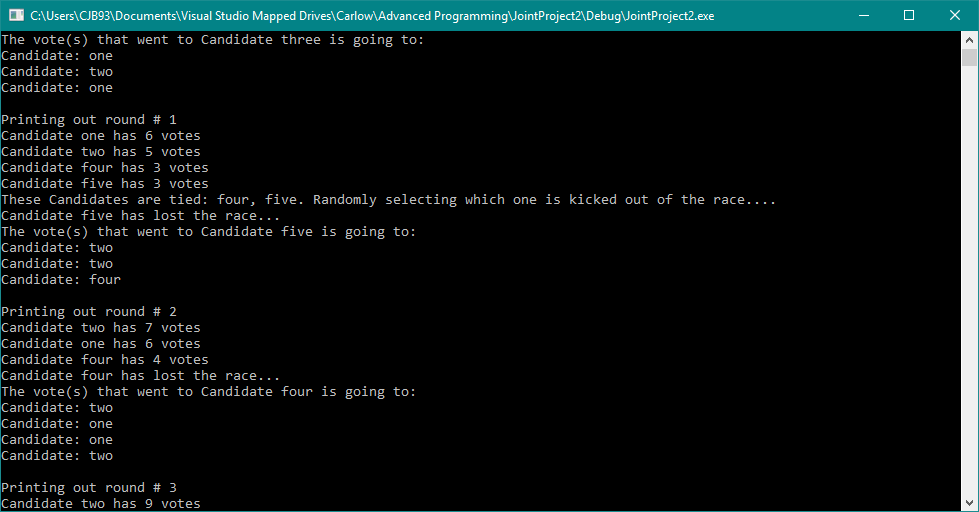 C:\Users\CJB93\Documents\Visual Studio Mapped Drives\Carlow\Advanced Programming\JointProject2\Debug\JointProject2.exe
The vote(s) that went to Candidate three is going to:
Candidate: one
Candidate: two
Candidate: one
Printing out round # 1
Candidate one has 6 votes
Candidate two has 5 votes
Candidate four has 3 votes
Candidate five has 3 votes
These Candidates are tied: four, five. Randomly selecting which one is kicked out of the race....
Candidate five has lost the race...
The vote(s) that went to Candidate five is going to:
Candidate: two
Candidate: two
Candidate: four
Printing out round # 2
Candidate two has 7 votes
Candidate one has 6 votes
Candidate four has 4 votes
Candidate four has lost the race...
The vote(s) that went to Candidate four is going to:
Candidate: two
Candidate: one
Candidate: one
Candidate: two
Printing out round # 3
Candidate two has 9 votes